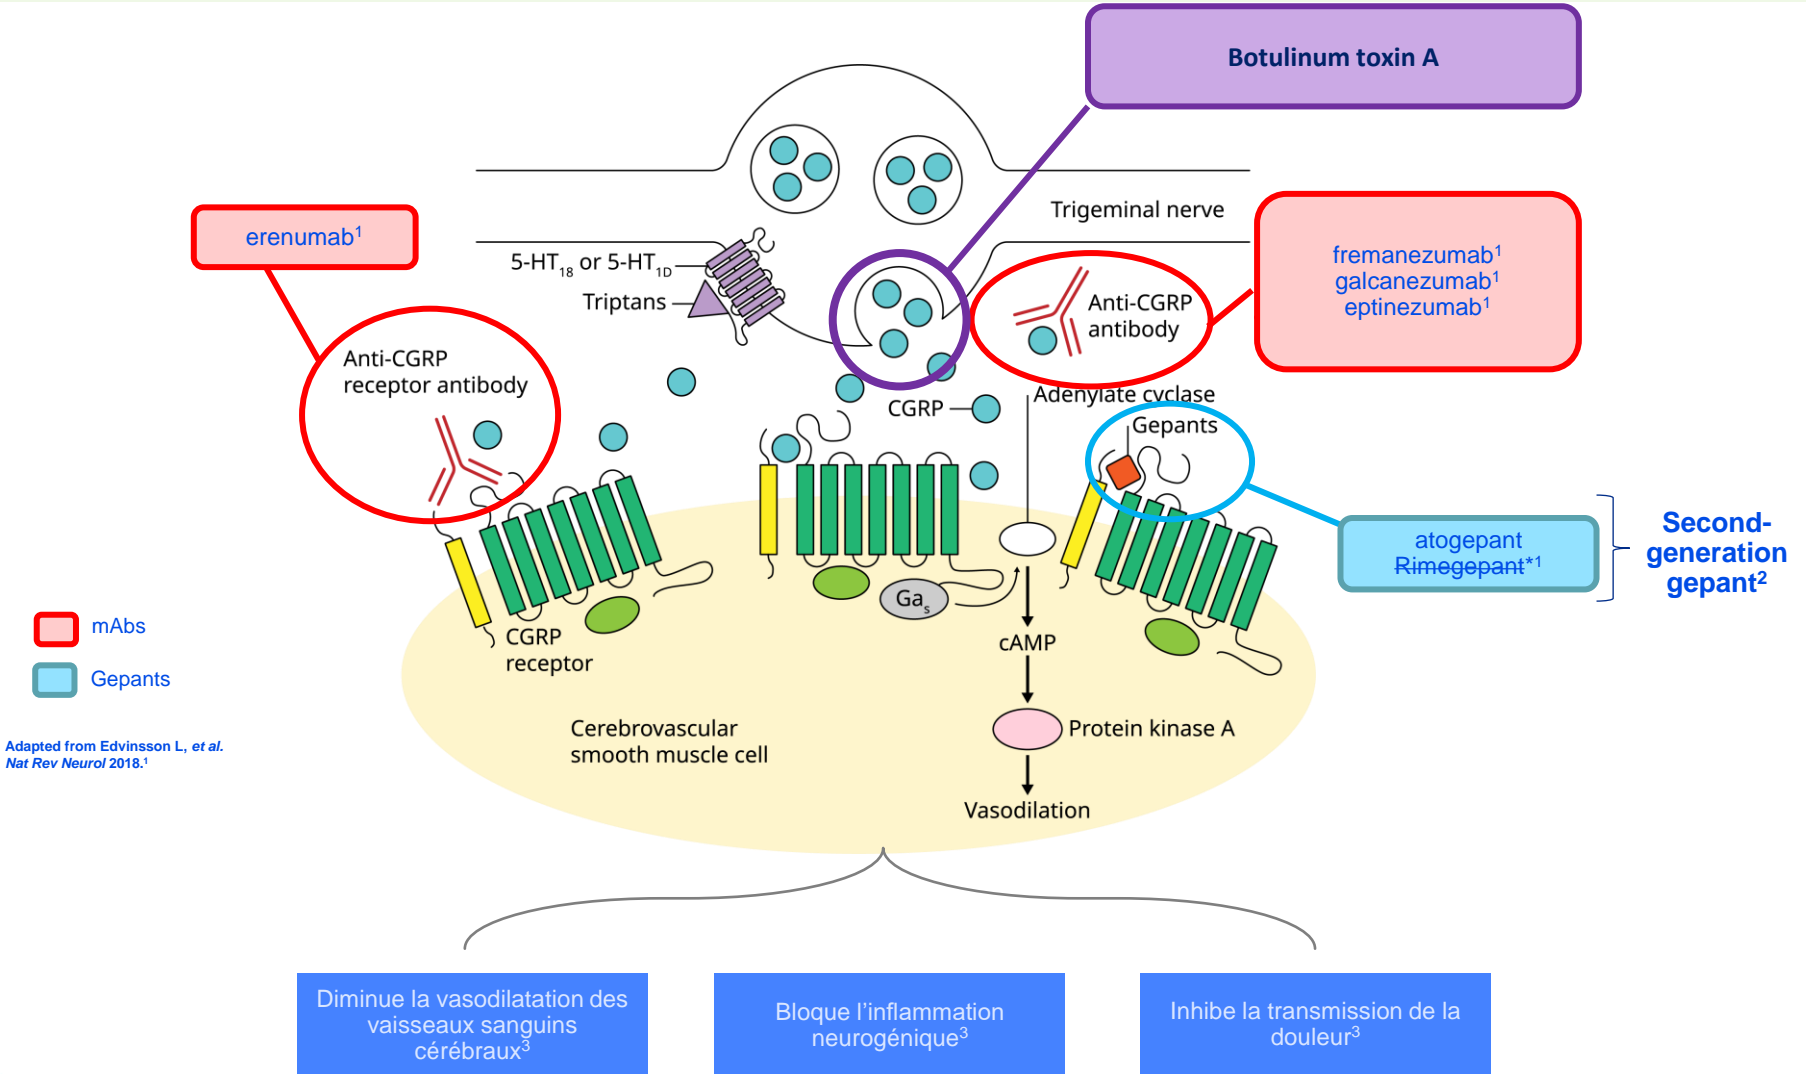 Botulinum toxin A
Trigeminal nerve
erenumab¹
fremanezumab¹
galcanezumab¹
eptinezumab¹
5-HT₁₈ or 5-HT₁D
Triptans
Anti-CGRP
antibody
Anti-CGRP
receptor antibody
CGRP
Adenylate cyclase
Gepants
atogepant
Rimegepant*¹
Second-
generation
gepant²
Gaₛ
mAbs
Gepants
CGRP
receptor
cAMP
Adapted from Edvinsson L, et al.
Nat Rev Neurol 2018.¹
Cerebrovascular
smooth muscle cell
Protein kinase A
Vasodilation
Diminue la vasodilatation des
vaisseaux sanguins
cérébraux³
Bloque l’inflammation
neurogénique³
Inhibe la transmission de la
douleur³